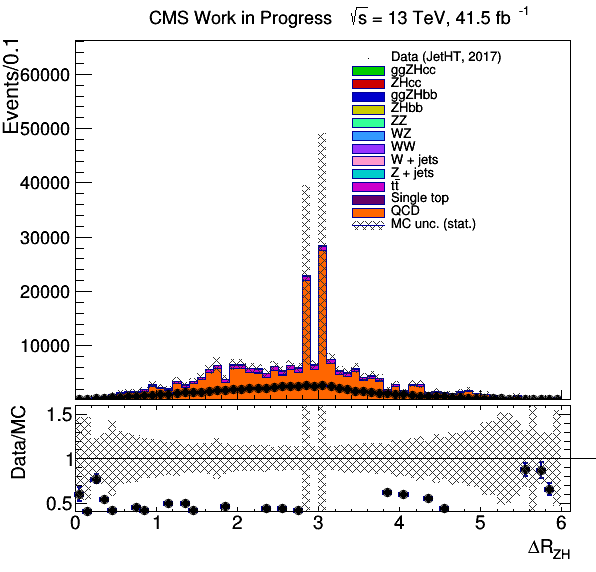 CMS Work in Progress √s = 13 TeV, 41.5 fb⁻¹
Events/0.1
60000
50000
40000
30000
20000
10000
Data (JetHT, 2017)
ggZHcc
ZHcc
ggZHbb
ZHbb
ZZ
WZ
WW
W + jets
Z + jets
tt̄
Single top
QCD
MC unc. (stat.)
Data/MC
1.5
1
0.5
0 1 2 3 4 5 6
ΔR_ZH